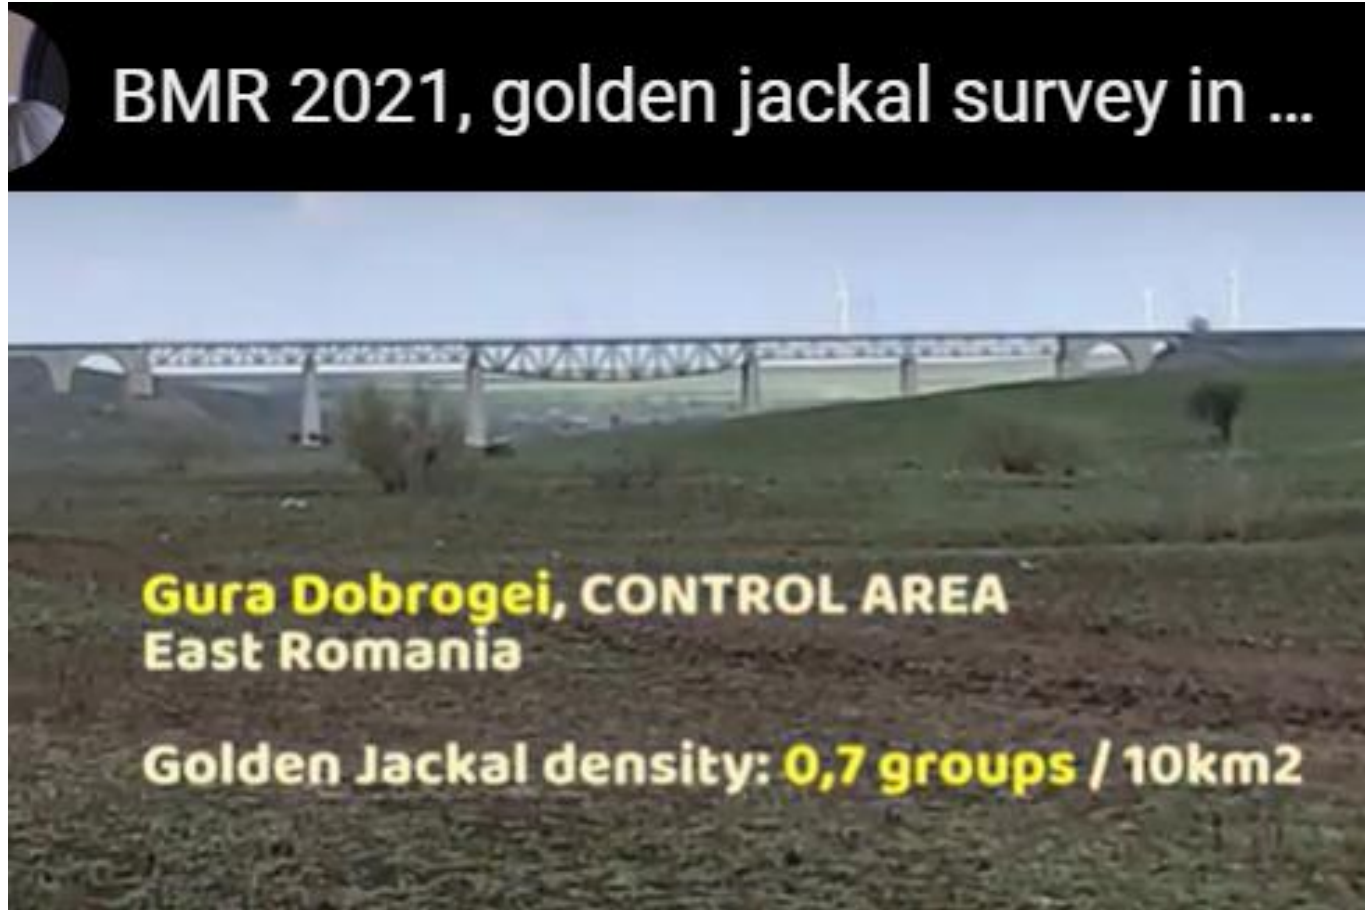 BMR 2021, golden jackal survey in ...
Gura Dobrogei, CONTROL AREA
East Romania
Golden Jackal density: 0,7 groups / 10km2